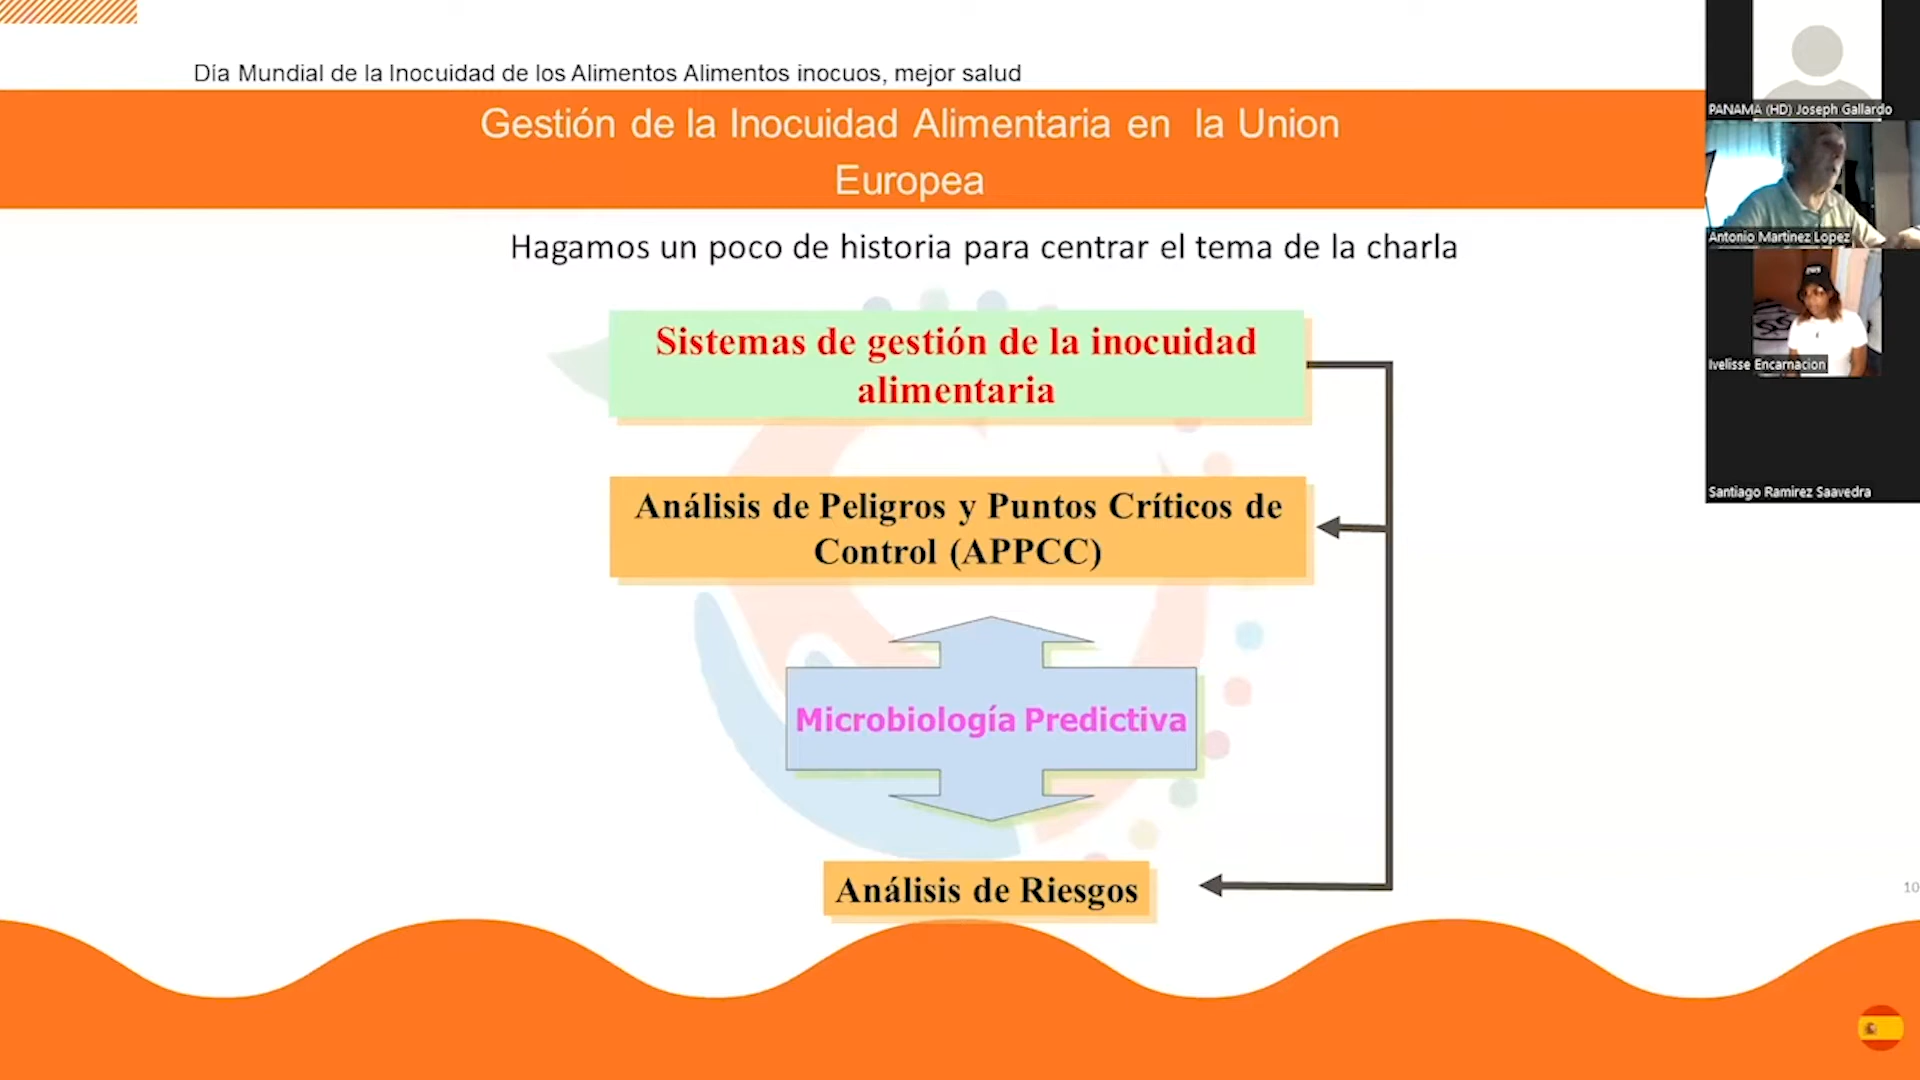 Día Mundial de la Inocuidad de los Alimentos Alimentos inocuos, mejor salud
Gestión de la Inocuidad Alimentaria en la Union
Europea
Hagamos un poco de historia para centrar el tema de la charla
Sistemas de gestión de la inocuidad
alimentaria
Análisis de Peligros y Puntos Críticos de
Control (APPCC)
Microbiología Predictiva
Análisis de Riesgos
10
PANAMA (HD) Joseph Gallardo
Antonio Martinez Lopez
Ivelisse Encarnacion
Santiago Ramirez Saavedra